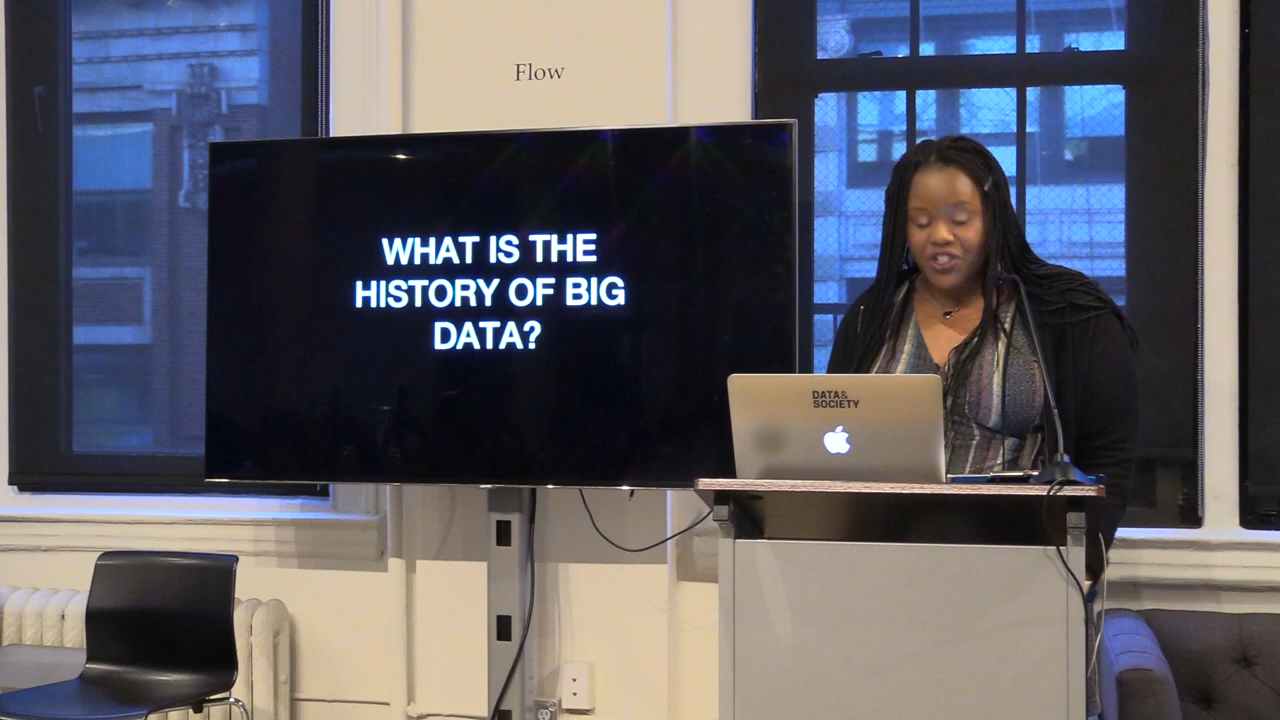 Flow
WHAT IS THE
HISTORY OF BIG
DATA?
DATA&
SOCIETY